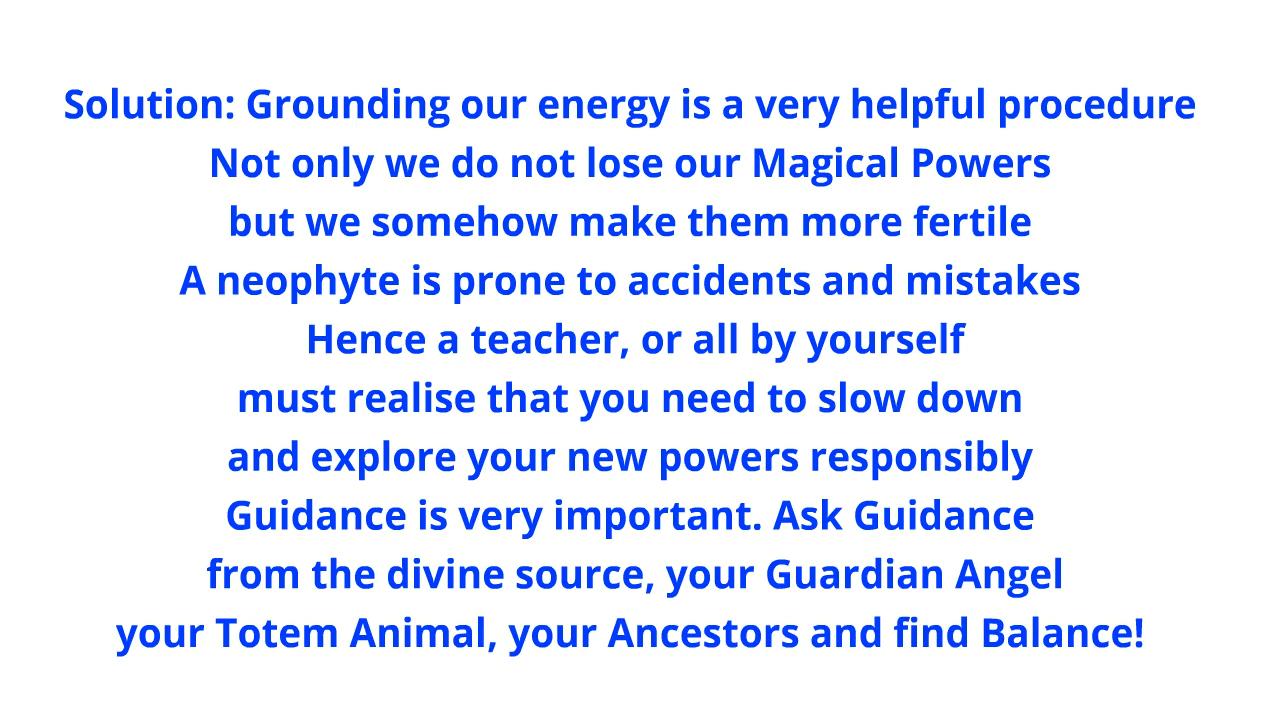 Solution: Grounding our energy is a very helpful procedure
Not only we do not lose our Magical Powers
but we somehow make them more fertile
A neophyte is prone to accidents and mistakes
Hence a teacher, or all by yourself
must realise that you need to slow down
and explore your new powers responsibly
Guidance is very important. Ask Guidance
from the divine source, your Guardian Angel
your Totem Animal, your Ancestors and find Balance!